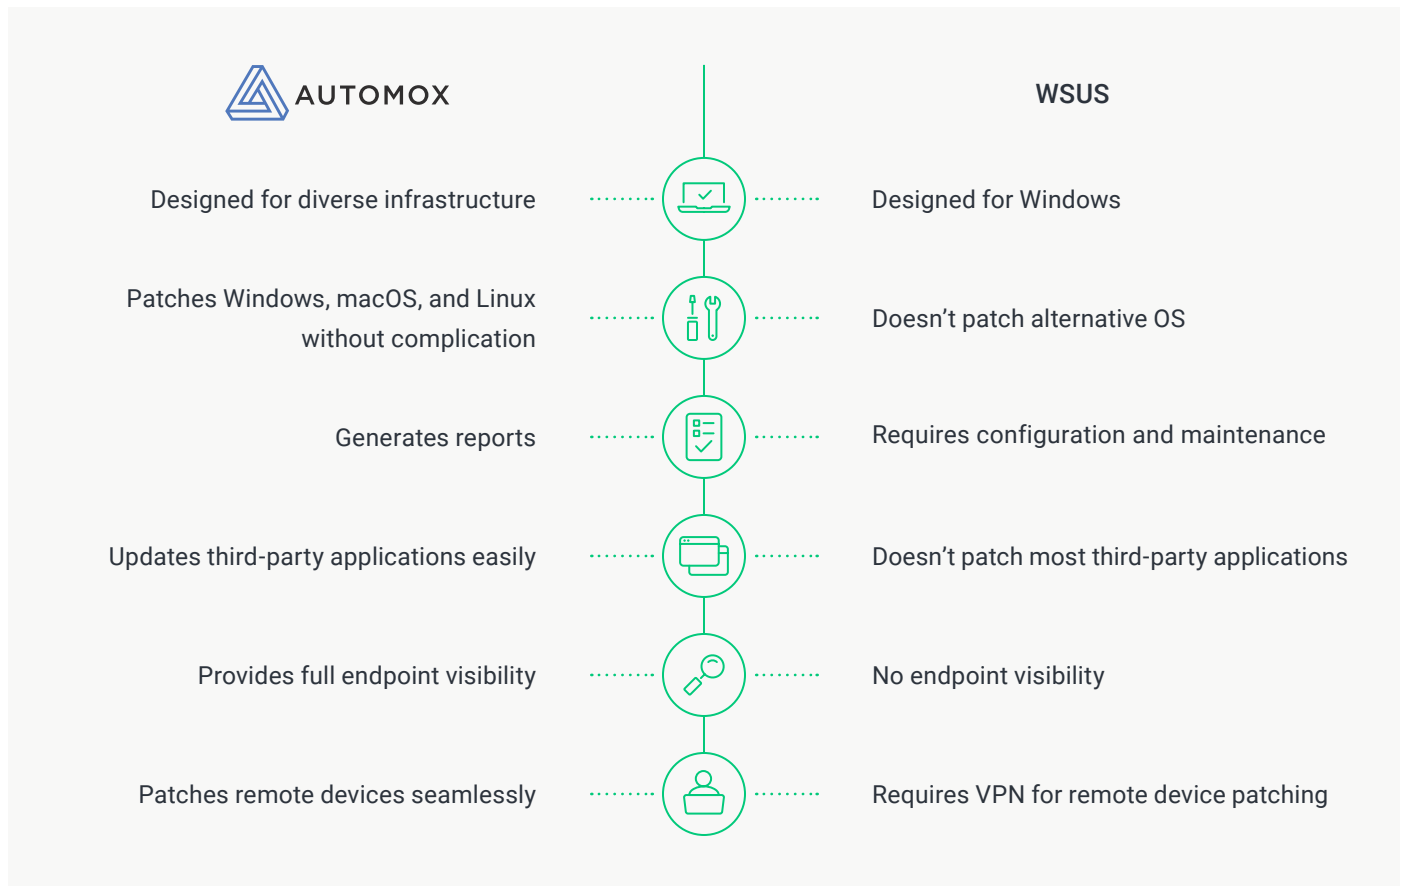 AUTOMOX
WSUS
Designed for diverse infrastructure
Designed for Windows
Patches Windows, macOS, and Linux
without complication
Doesn’t patch alternative OS
Generates reports
Requires configuration and maintenance
Updates third-party applications easily
Doesn’t patch most third-party applications
Provides full endpoint visibility
No endpoint visibility
Patches remote devices seamlessly
Requires VPN for remote device patching